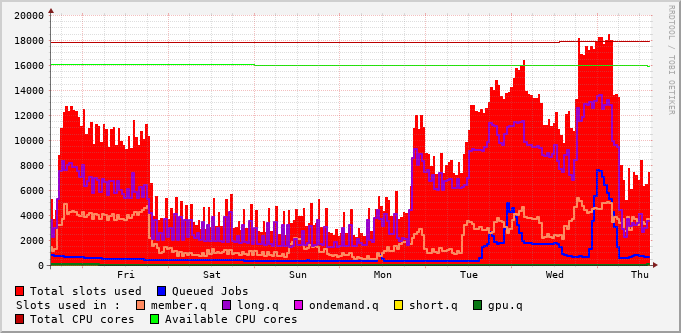 RRDTOOL / TOBI OETIKER
20000
18000
16000
14000
12000
10000
8000
6000
4000
2000
0
Fri Sat Sun Mon Tue Wed Thu
Total slots used Queued Jobs
Slots used in : member.q long.q ondemand.q short.q gpu.q
Total CPU cores Available CPU cores